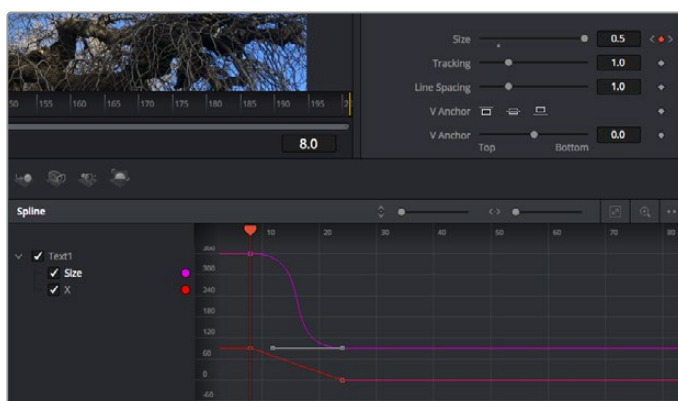 Size 0.5
Tracking 1.0
Line Spacing 1.0
V Anchor
V Anchor 0.0
Top Bottom
155 160 165 170 175 180 185 190 195
8.0
Spline
10 20 30 40 50 60 70 80
Text1
Size
X
300
240
180
120
60
0
-60